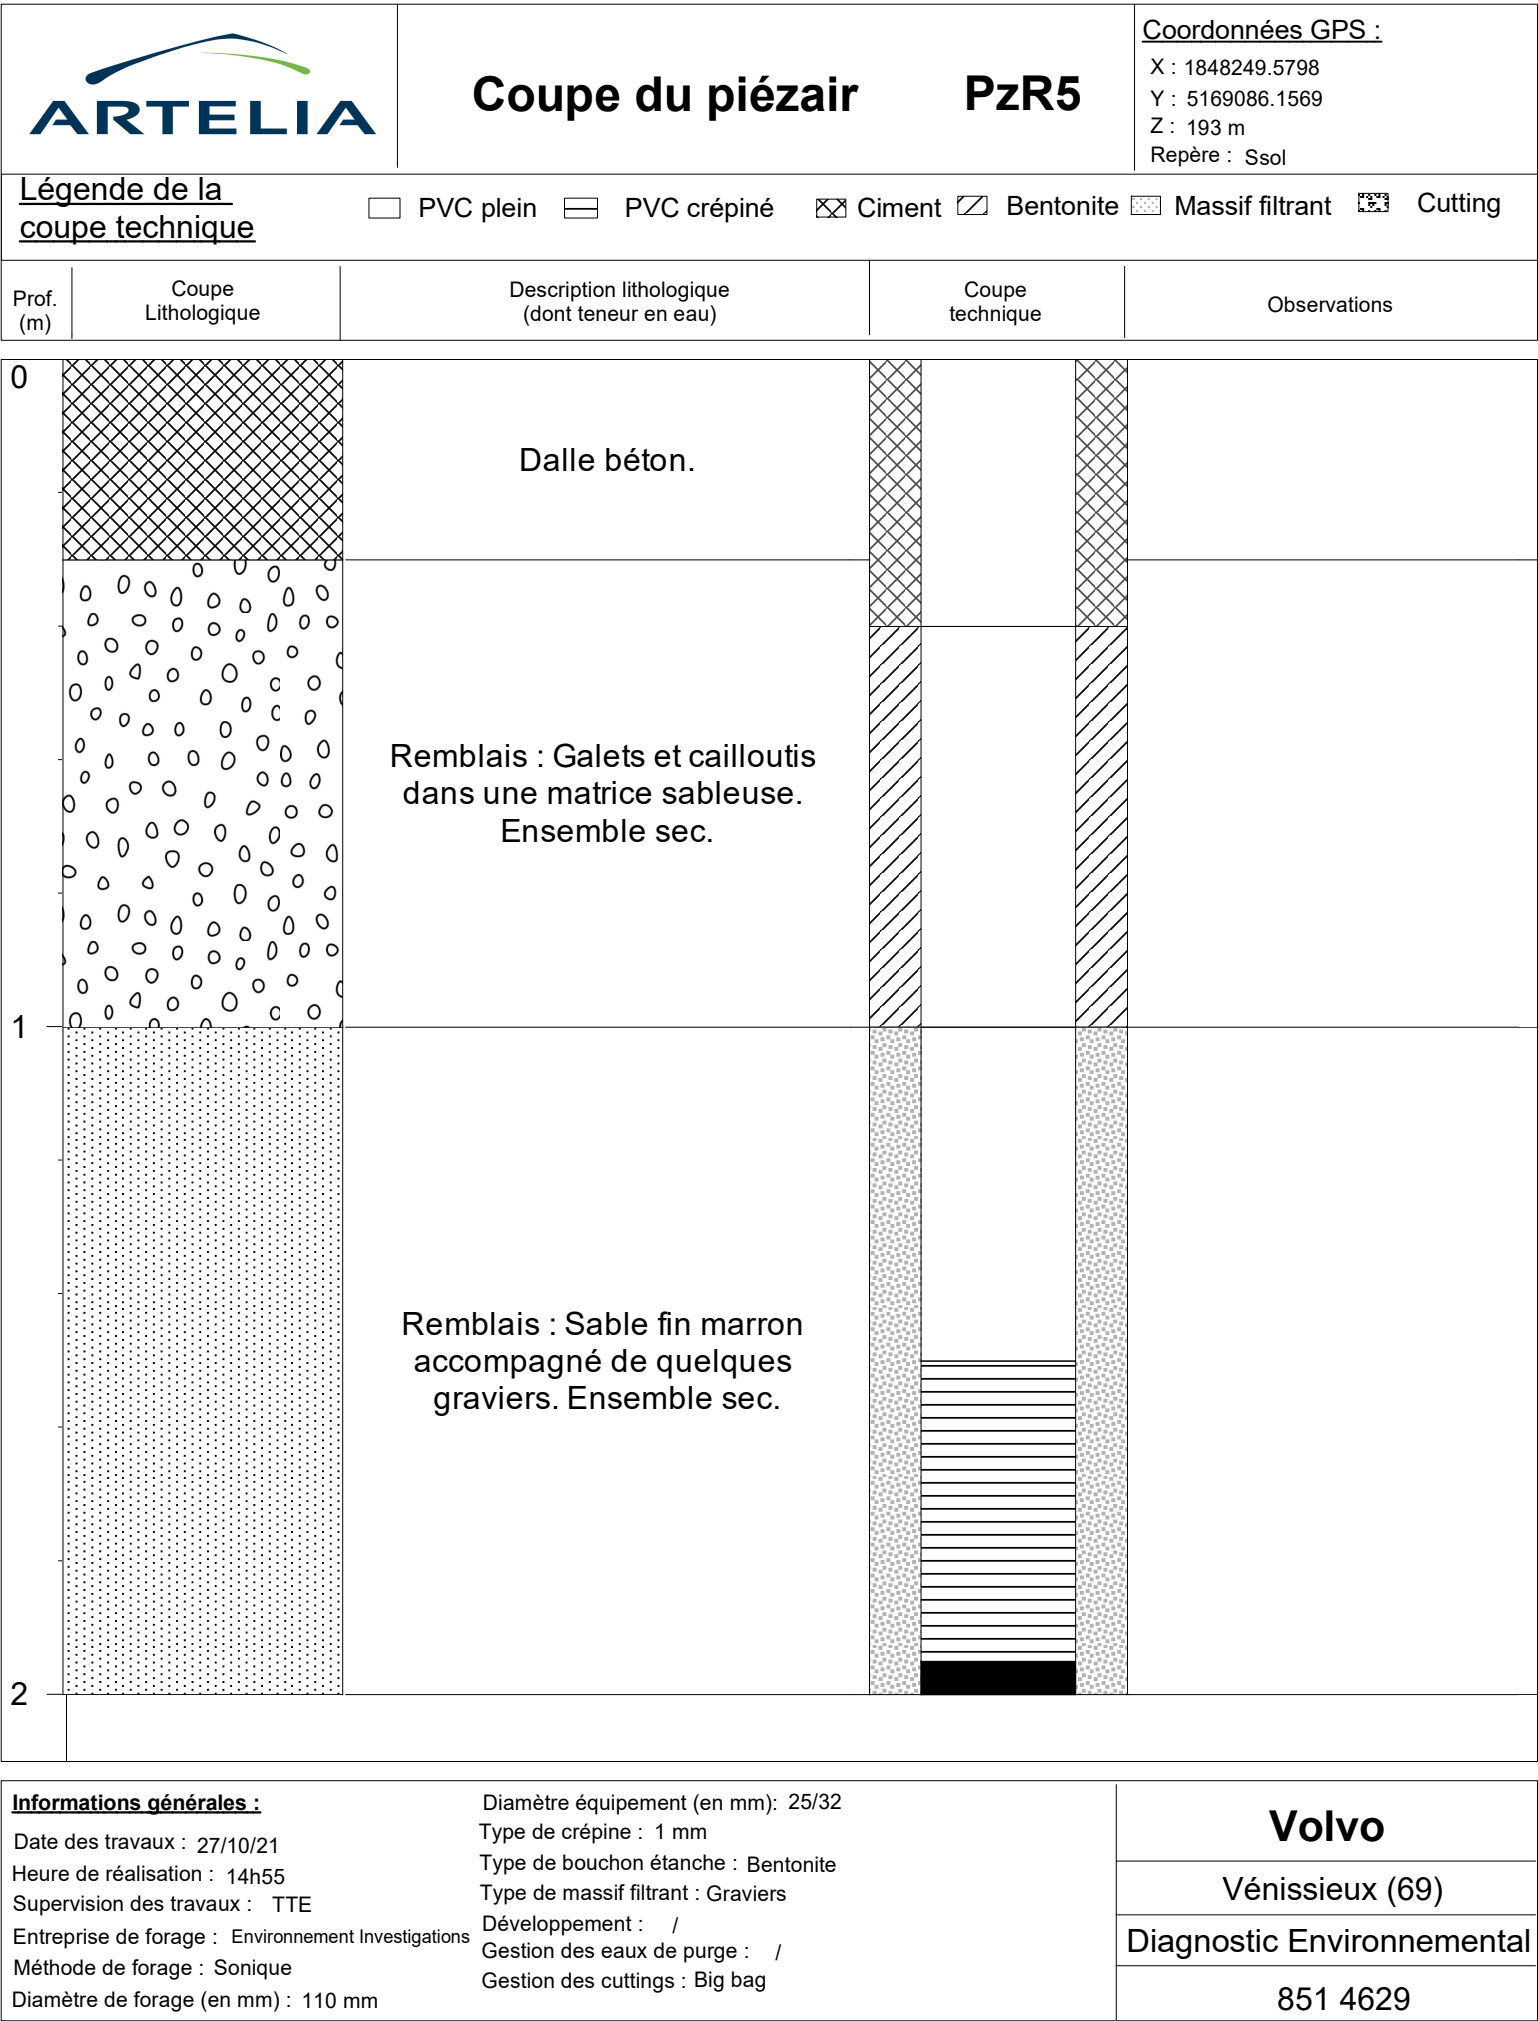 ARTELIA
Coupe du piézair PzR5
Coordonnées GPS :
X : 1848249.5798
Y : 5169086.1569
Z : 193 m
Repère : Ssol
Légende de la
coupe technique
PVC plein PVC crépiné Ciment Bentonite Massif filtrant Cutting
Prof.
(m)
Coupe
Lithologique
Description lithologique
(dont teneur en eau)
Coupe
technique
Observations
0
Dalle béton.
Remblais : Galets et cailloutis
dans une matrice sableuse.
Ensemble sec.
1
Remblais : Sable fin marron
accompagné de quelques
graviers. Ensemble sec.
2
Informations générales :
Date des travaux : 27/10/21
Heure de réalisation : 14h55
Supervision des travaux : TTE
Entreprise de forage : Environnement Investigations
Méthode de forage : Sonique
Diamètre de forage (en mm) : 110 mm
Diamètre équipement (en mm): 25/32
Type de crépine : 1 mm
Type de bouchon étanche : Bentonite
Type de massif filtrant : Graviers
Développement : /
Gestion des eaux de purge : /
Gestion des cuttings : Big bag
Volvo
Vénissieux (69)
Diagnostic Environnemental
851 4629